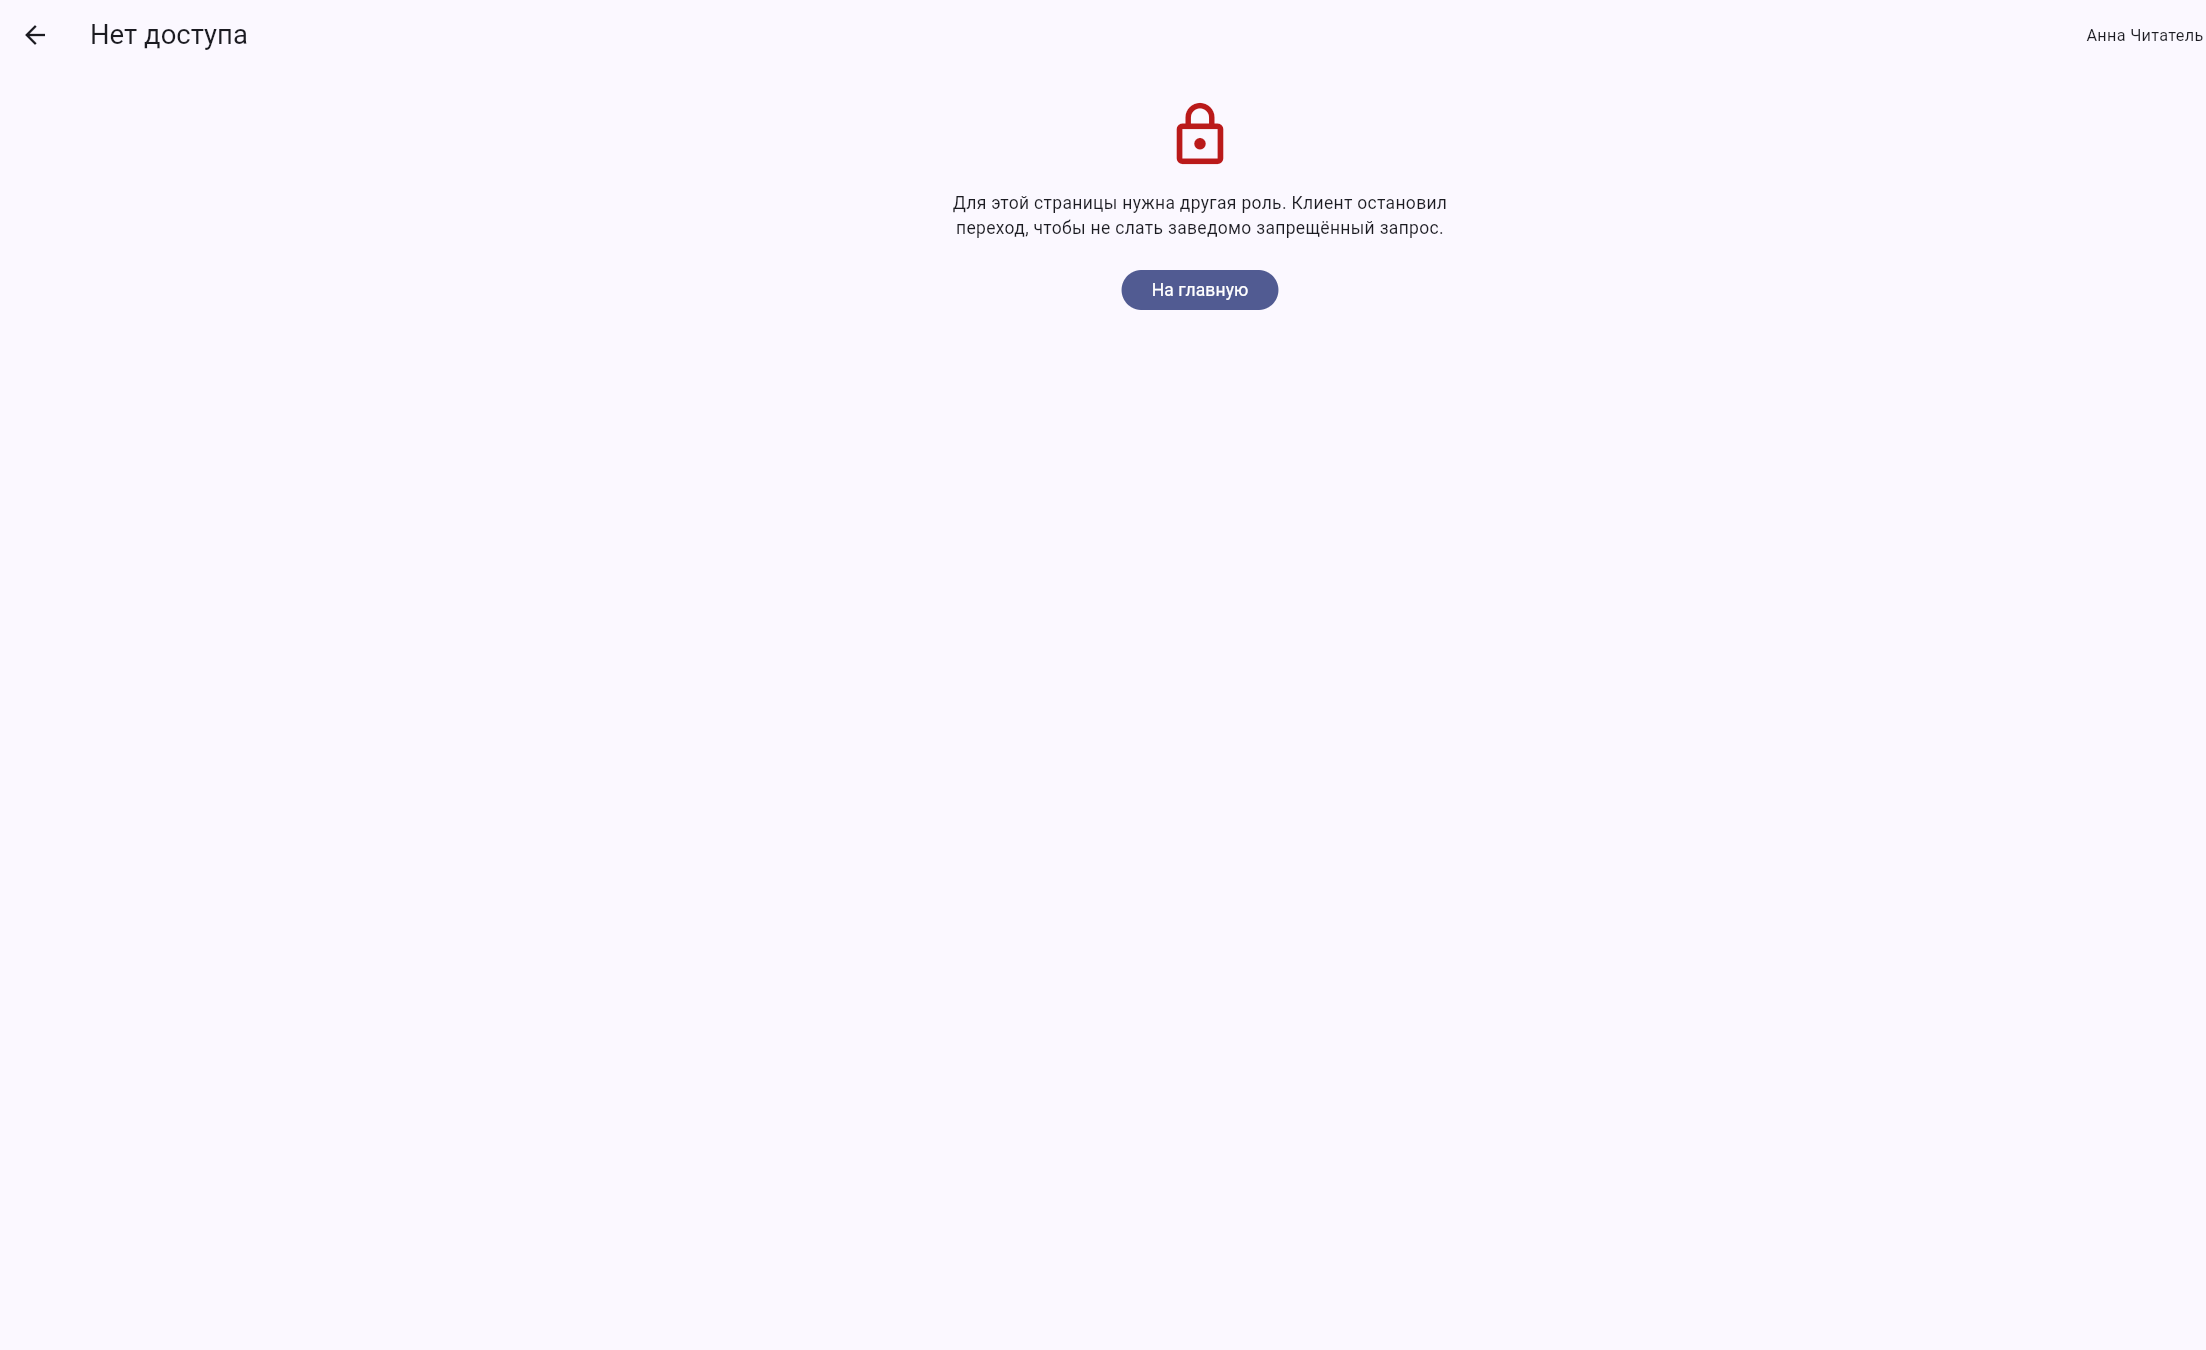 Нет доступа
Анна Читатель
Для этой страницы нужна другая роль. Клиент остановил
переход, чтобы не слать заведомо запрещённый запрос.
На главную